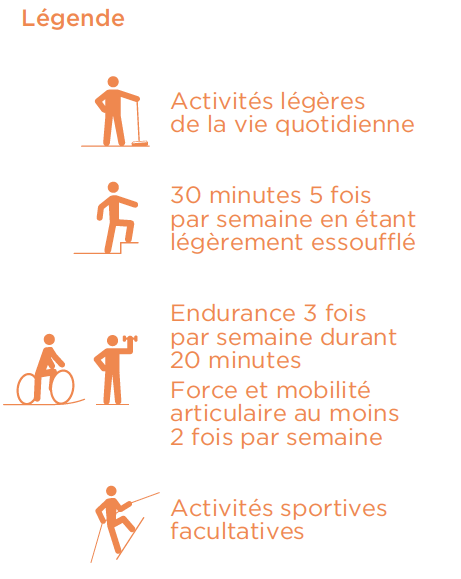 Légende
Activités légères
de la vie quotidienne
30 minutes 5 fois
par semaine en étant
légèrement essoufflé
Endurance 3 fois
par semaine durant
20 minutes
Force et mobilité
articulaire au moins
2 fois par semaine
Activités sportives
facultatives